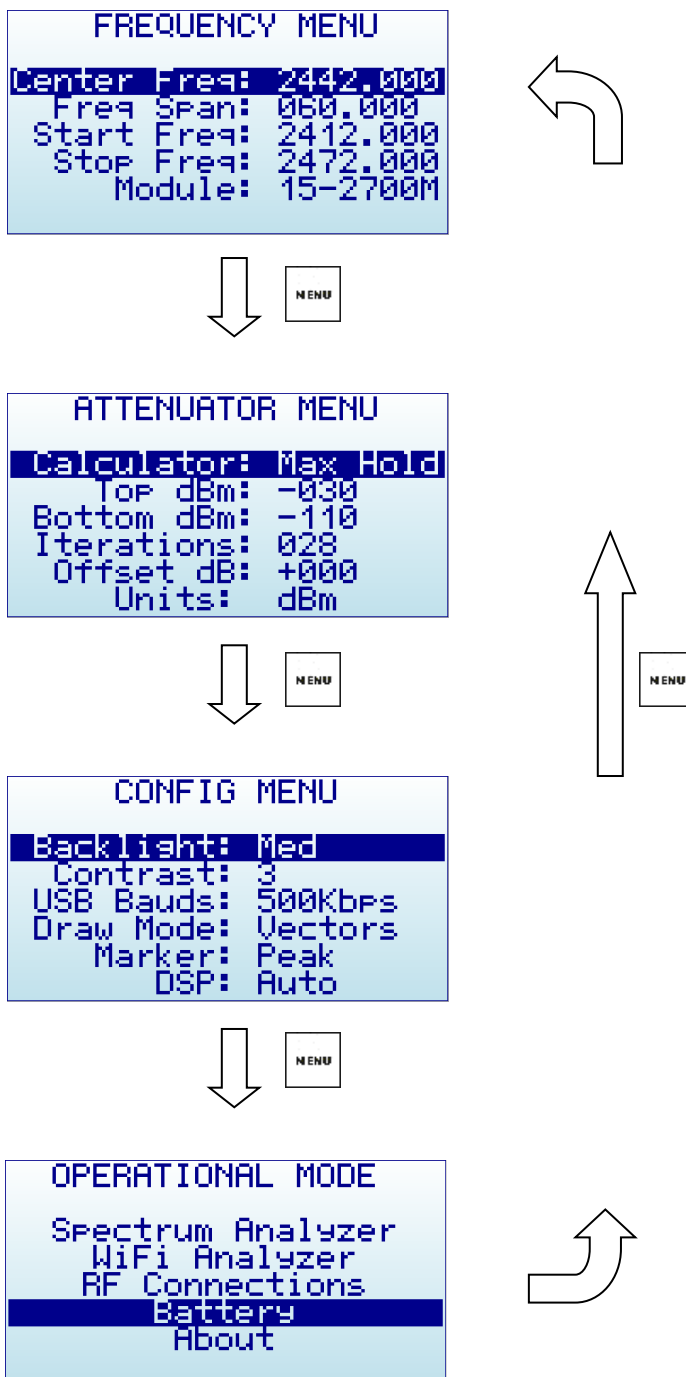 FREQUENCY MENU
Center Freq: 2442.000
Freq Span: 060.000
Start Freq: 2412.000
Stop Freq: 2472.000
Module: 15-2700M
MENU
ATTENUATOR MENU
Calculator: Max Hold
Top dBm: -030
Bottom dBm: -110
Iterations: 028
Offset dB: +000
Units: dBm
MENU
MENU
CONFIG MENU
Backlight: Med
Contrast: 3
USB Bauds: 500Kbps
Draw Mode: Vectors
Marker: Peak
DSP: Auto
MENU
OPERATIONAL MODE
Spectrum Analyzer
WiFi Analyzer
RF Connections
Battery
About